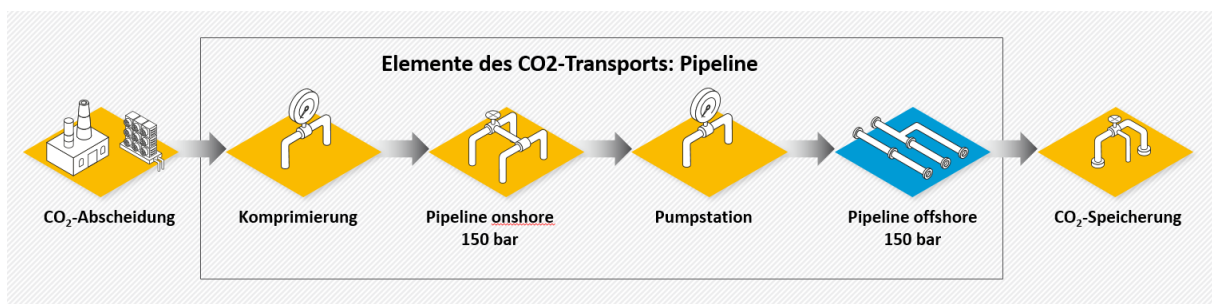 Elemente des CO2-Transports: Pipeline
CO₂-Abscheidung
Komprimierung
Pipeline onshore
150 bar
Pumpstation
Pipeline offshore
150 bar
CO₂-Speicherung